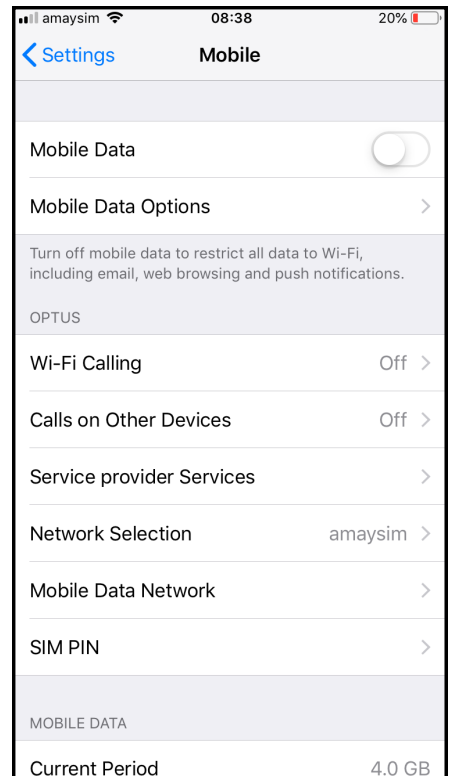 amaysim 08:38 20%
Settings Mobile
Mobile Data
Mobile Data Options
Turn off mobile data to restrict all data to Wi-Fi,
including email, web browsing and push notifications.
OPTUS
Wi-Fi Calling Off
Calls on Other Devices Off
Service provider Services
Network Selection amaysim
Mobile Data Network
SIM PIN
MOBILE DATA
Current Period 4.0 GB